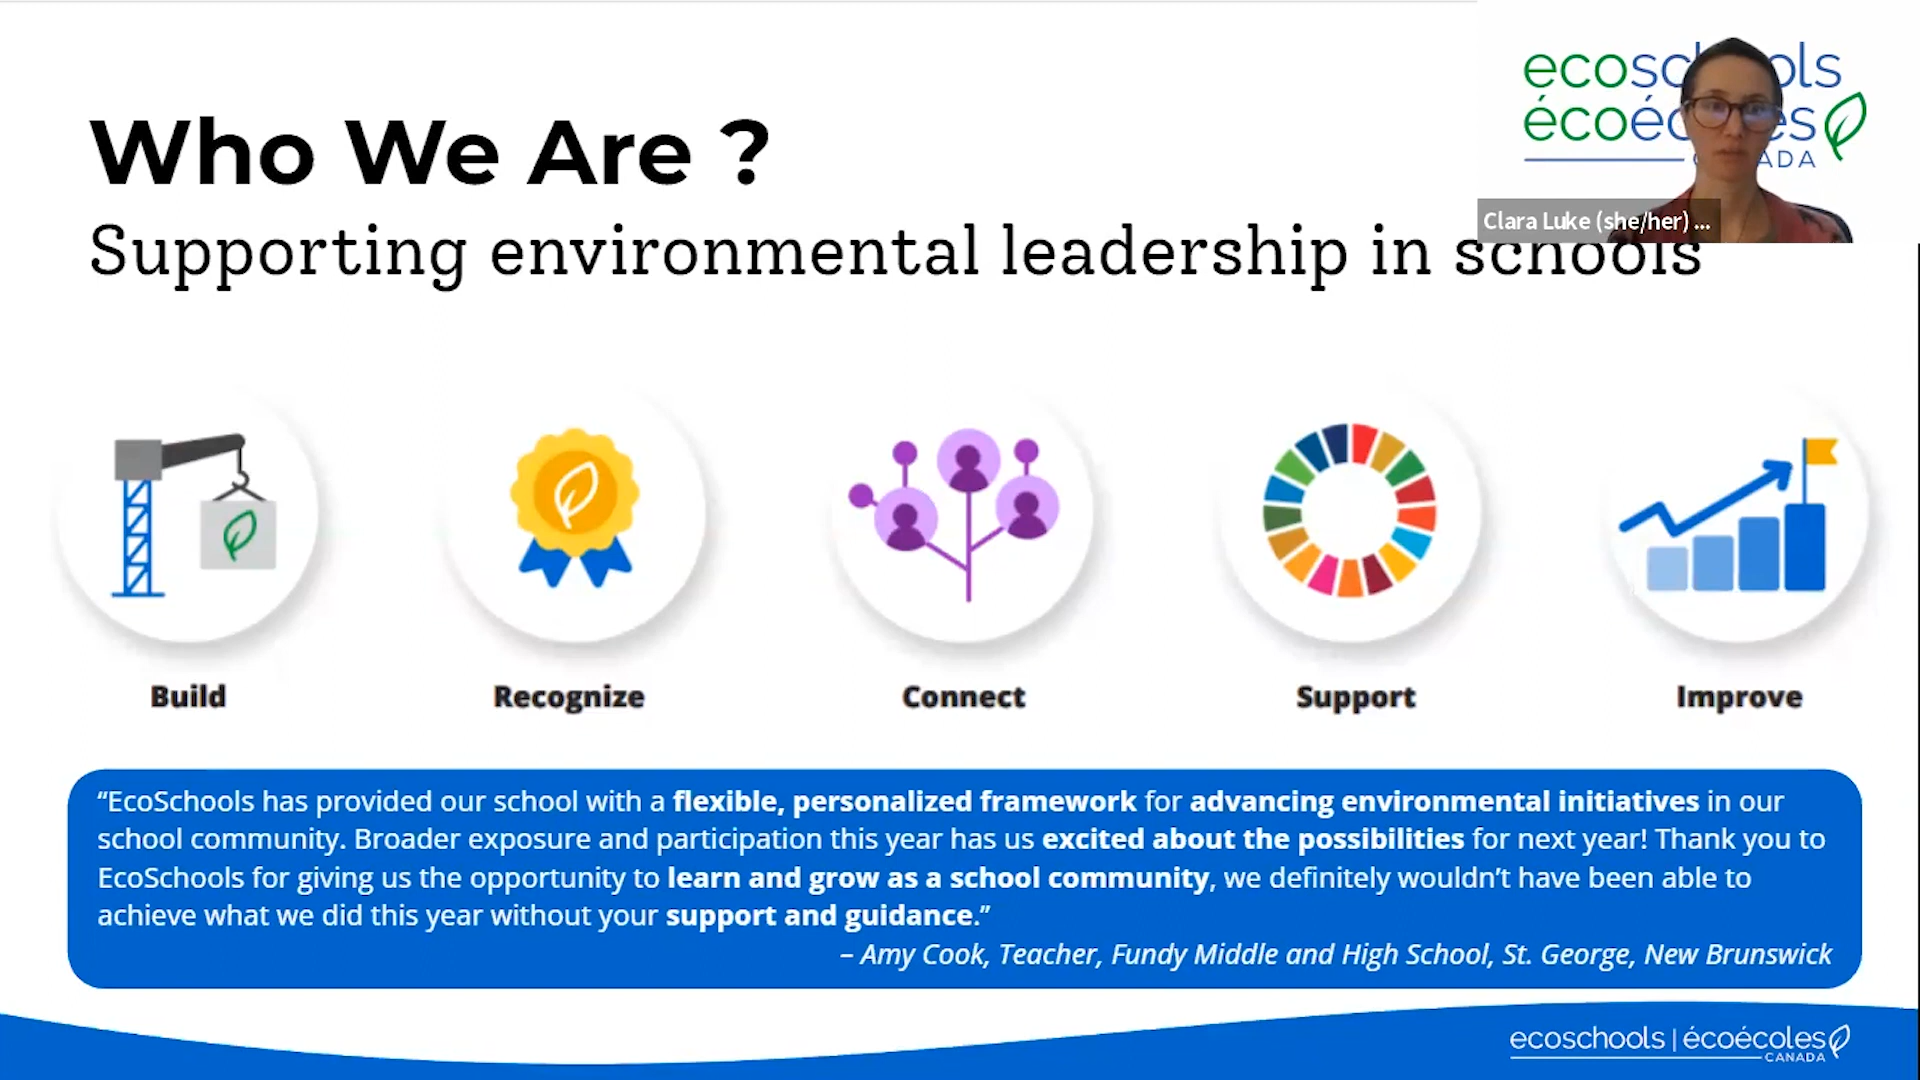 Who We Are ?
Supporting environmental leadership in schools
ecoschools
écoécoles
CANADA
Clara Luke (she/her) ...
Build
Recognize
Connect
Support
Improve
“EcoSchools has provided our school with a flexible, personalized framework for advancing environmental initiatives in our
school community. Broader exposure and participation this year has us excited about the possibilities for next year! Thank you to
EcoSchools for giving us the opportunity to learn and grow as a school community, we definitely wouldn’t have been able to
achieve what we did this year without your support and guidance.”
– Amy Cook, Teacher, Fundy Middle and High School, St. George, New Brunswick
ecoschools | écoécoles
CANADA